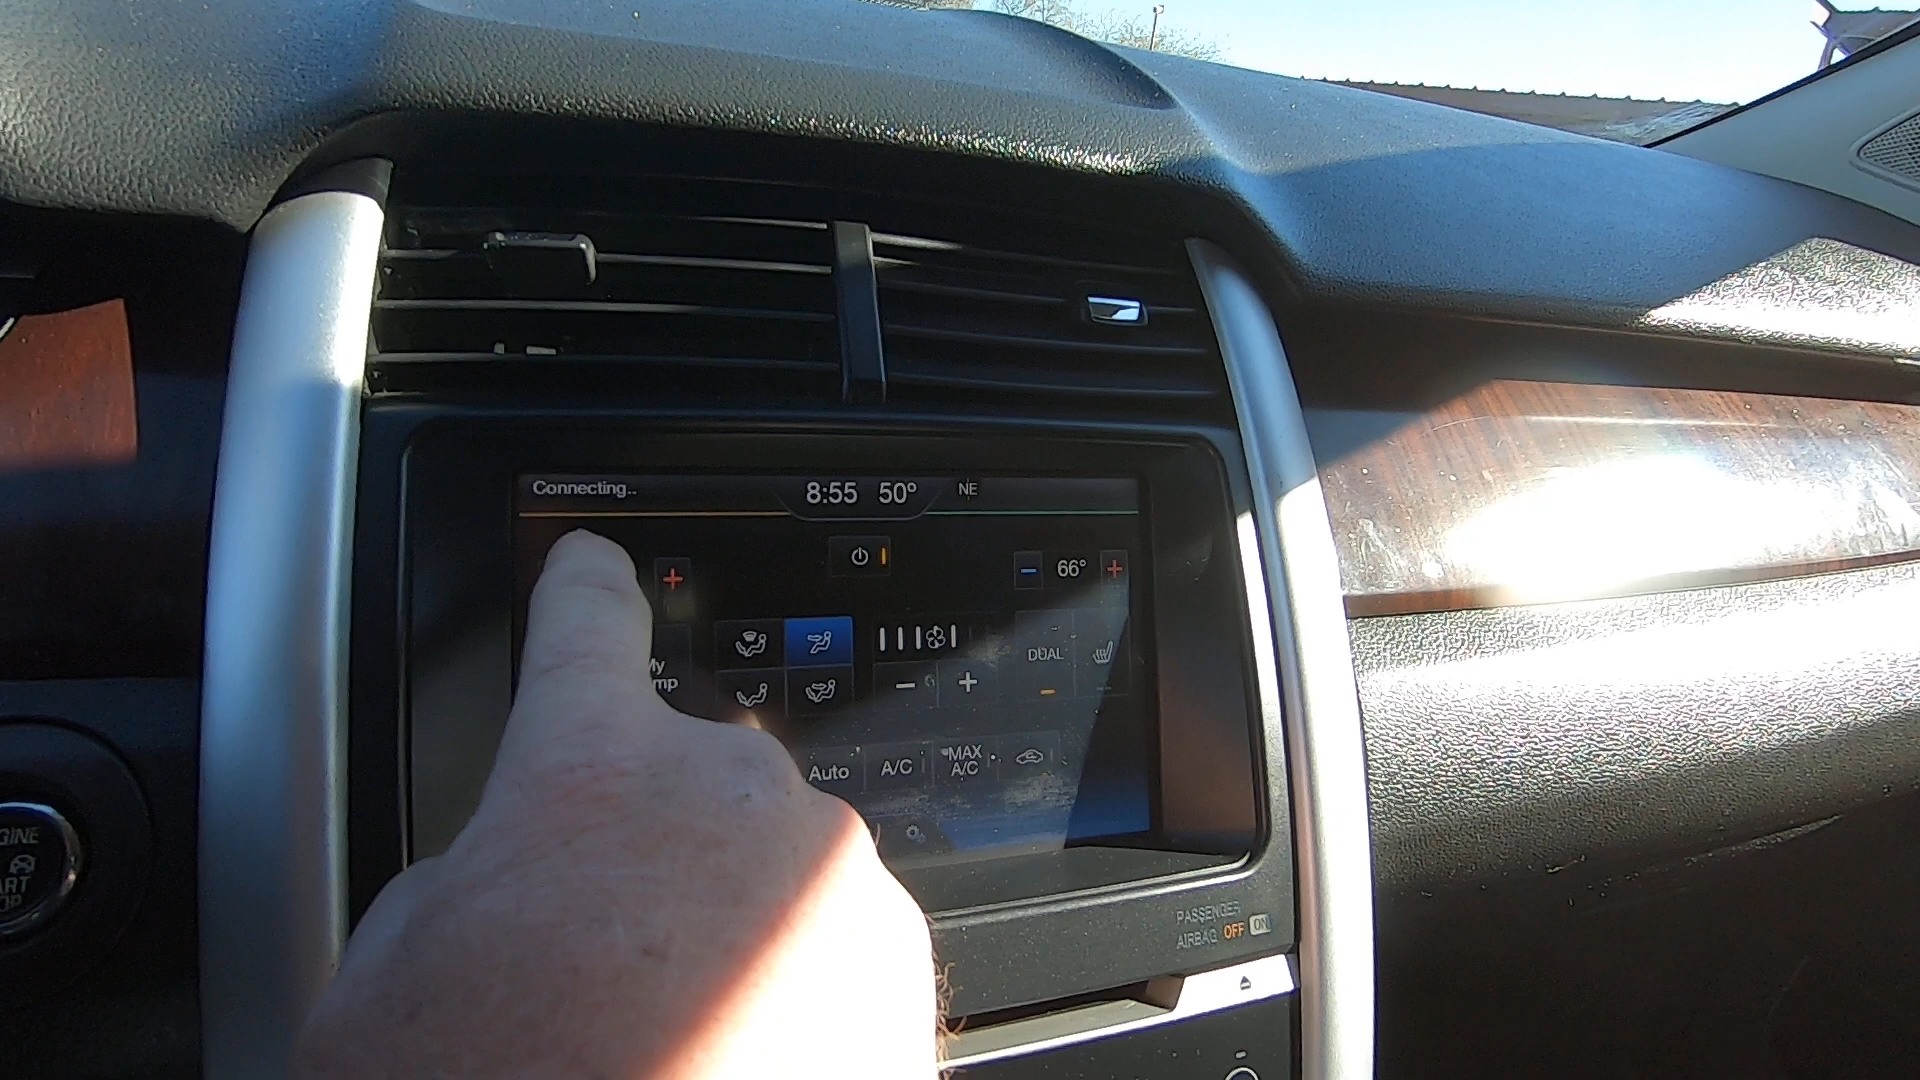 Connecting..
8:55 50° NE
66°
DUAL
Auto
A/C
MAX
A/C
PASSENGER
AIRBAG OFF ON